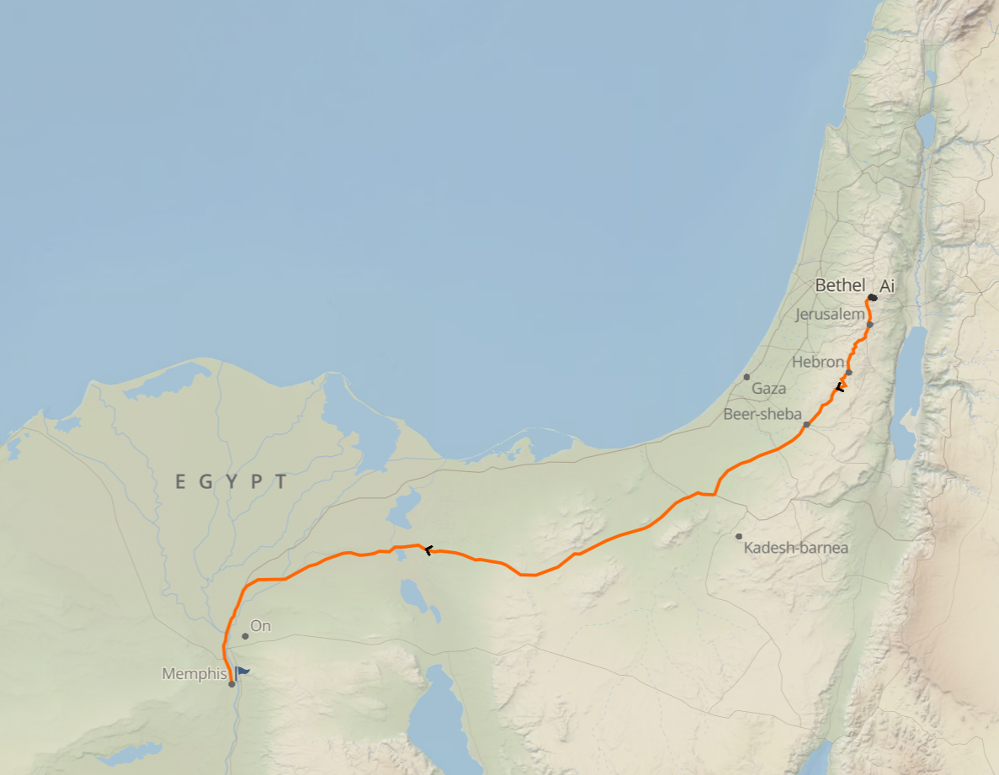 Bethel
Ai
Jerusalem
Hebron
Gaza
Beer-sheba
EGYPT
Kadesh-barnea
On
Memphis